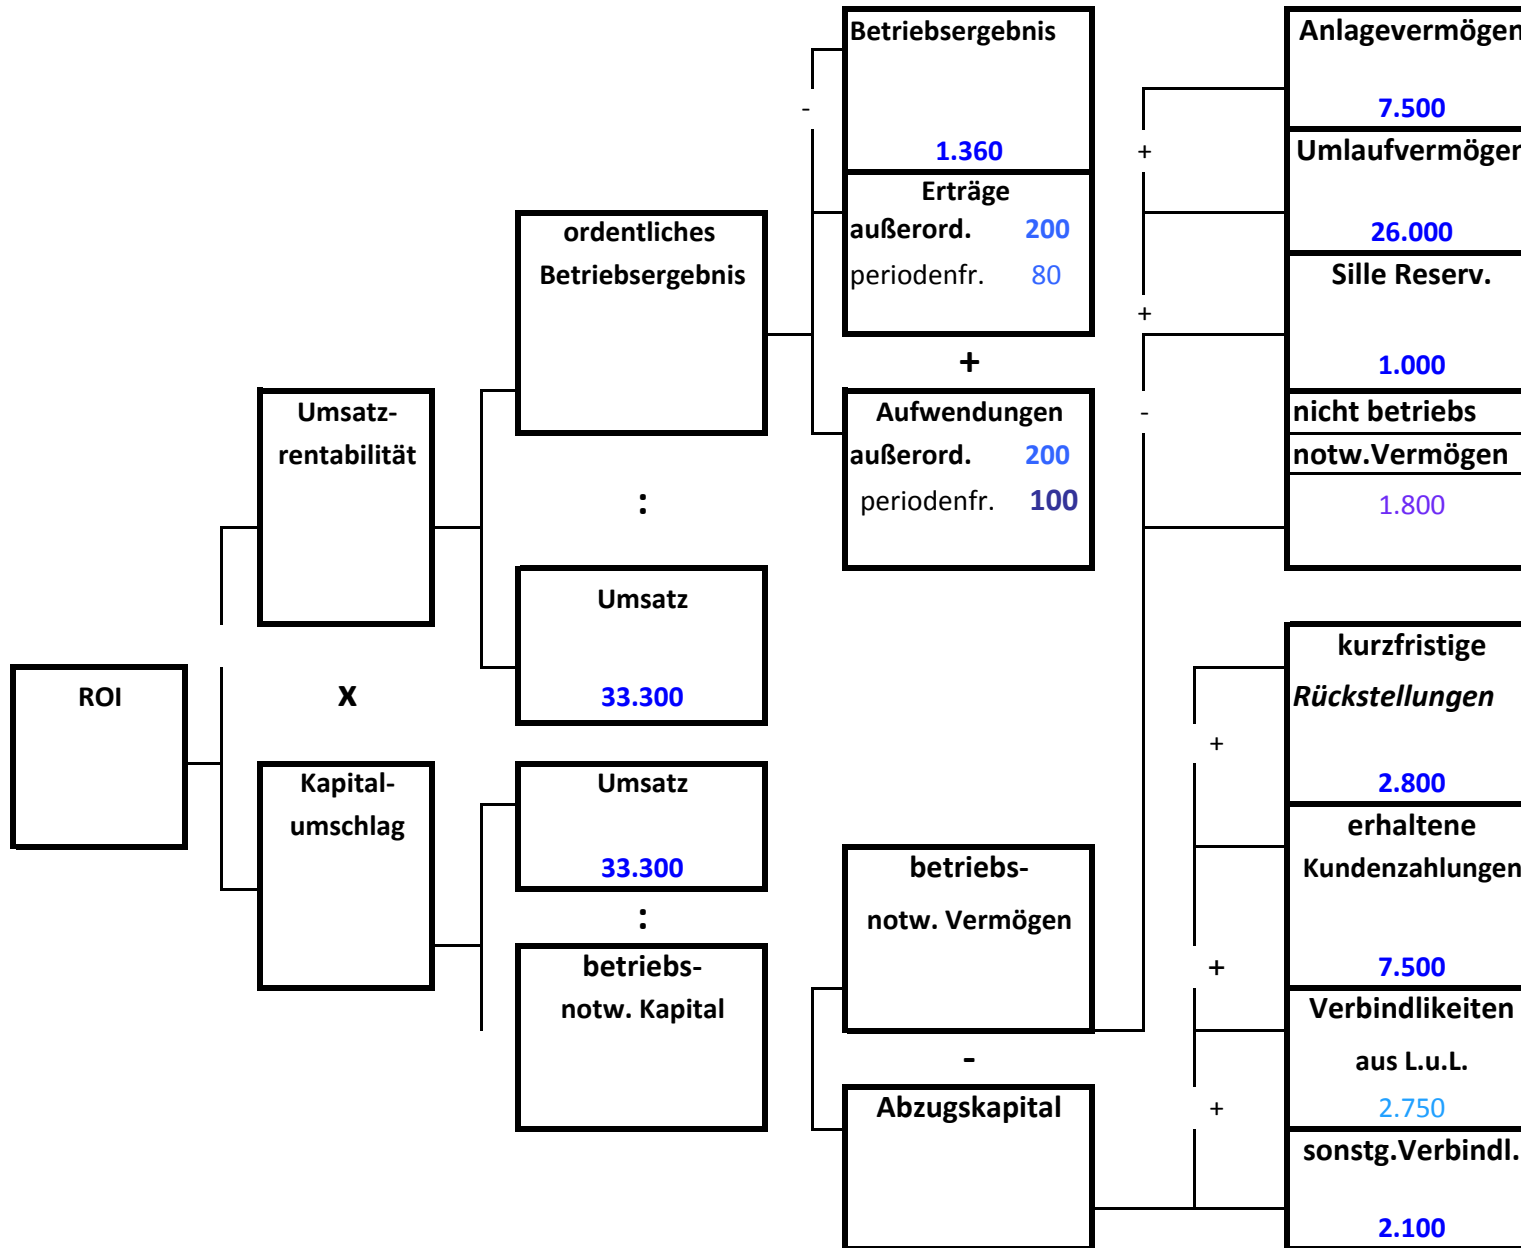 Betriebsergebnis
-
1.360
Erträge
außerord. 200
periodenfr. 80
+
Aufwendungen
außerord. 200
periodenfr. 100
ordentliches
Betriebsergebnis
:
Umsatz
33.300
Umsatz-
rentabilität
x
ROI
Kapital-
umschlag
Umsatz
33.300
:
betriebs-
notw. Kapital
betriebs-
notw. Vermögen
-
Abzugskapital
Anlagevermögen
7.500
+
Umlaufvermögen
26.000
Sille Reserv.
+
1.000
-
nicht betriebs
notw.Vermögen
1.800
kurzfristige
Rückstellungen
+
2.800
erhaltene
Kundenzahlungen
+
7.500
Verbindlikeiten
aus L.u.L.
+
2.750
sonstg.Verbindl.
2.100